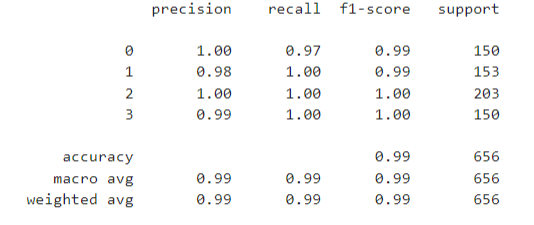 precision recall f1-score support
0 1.00 0.97 0.99 150
1 0.98 1.00 0.99 153
2 1.00 1.00 1.00 203
3 0.99 1.00 1.00 150
accuracy 0.99 656
macro avg 0.99 0.99 0.99 656
weighted avg 0.99 0.99 0.99 656